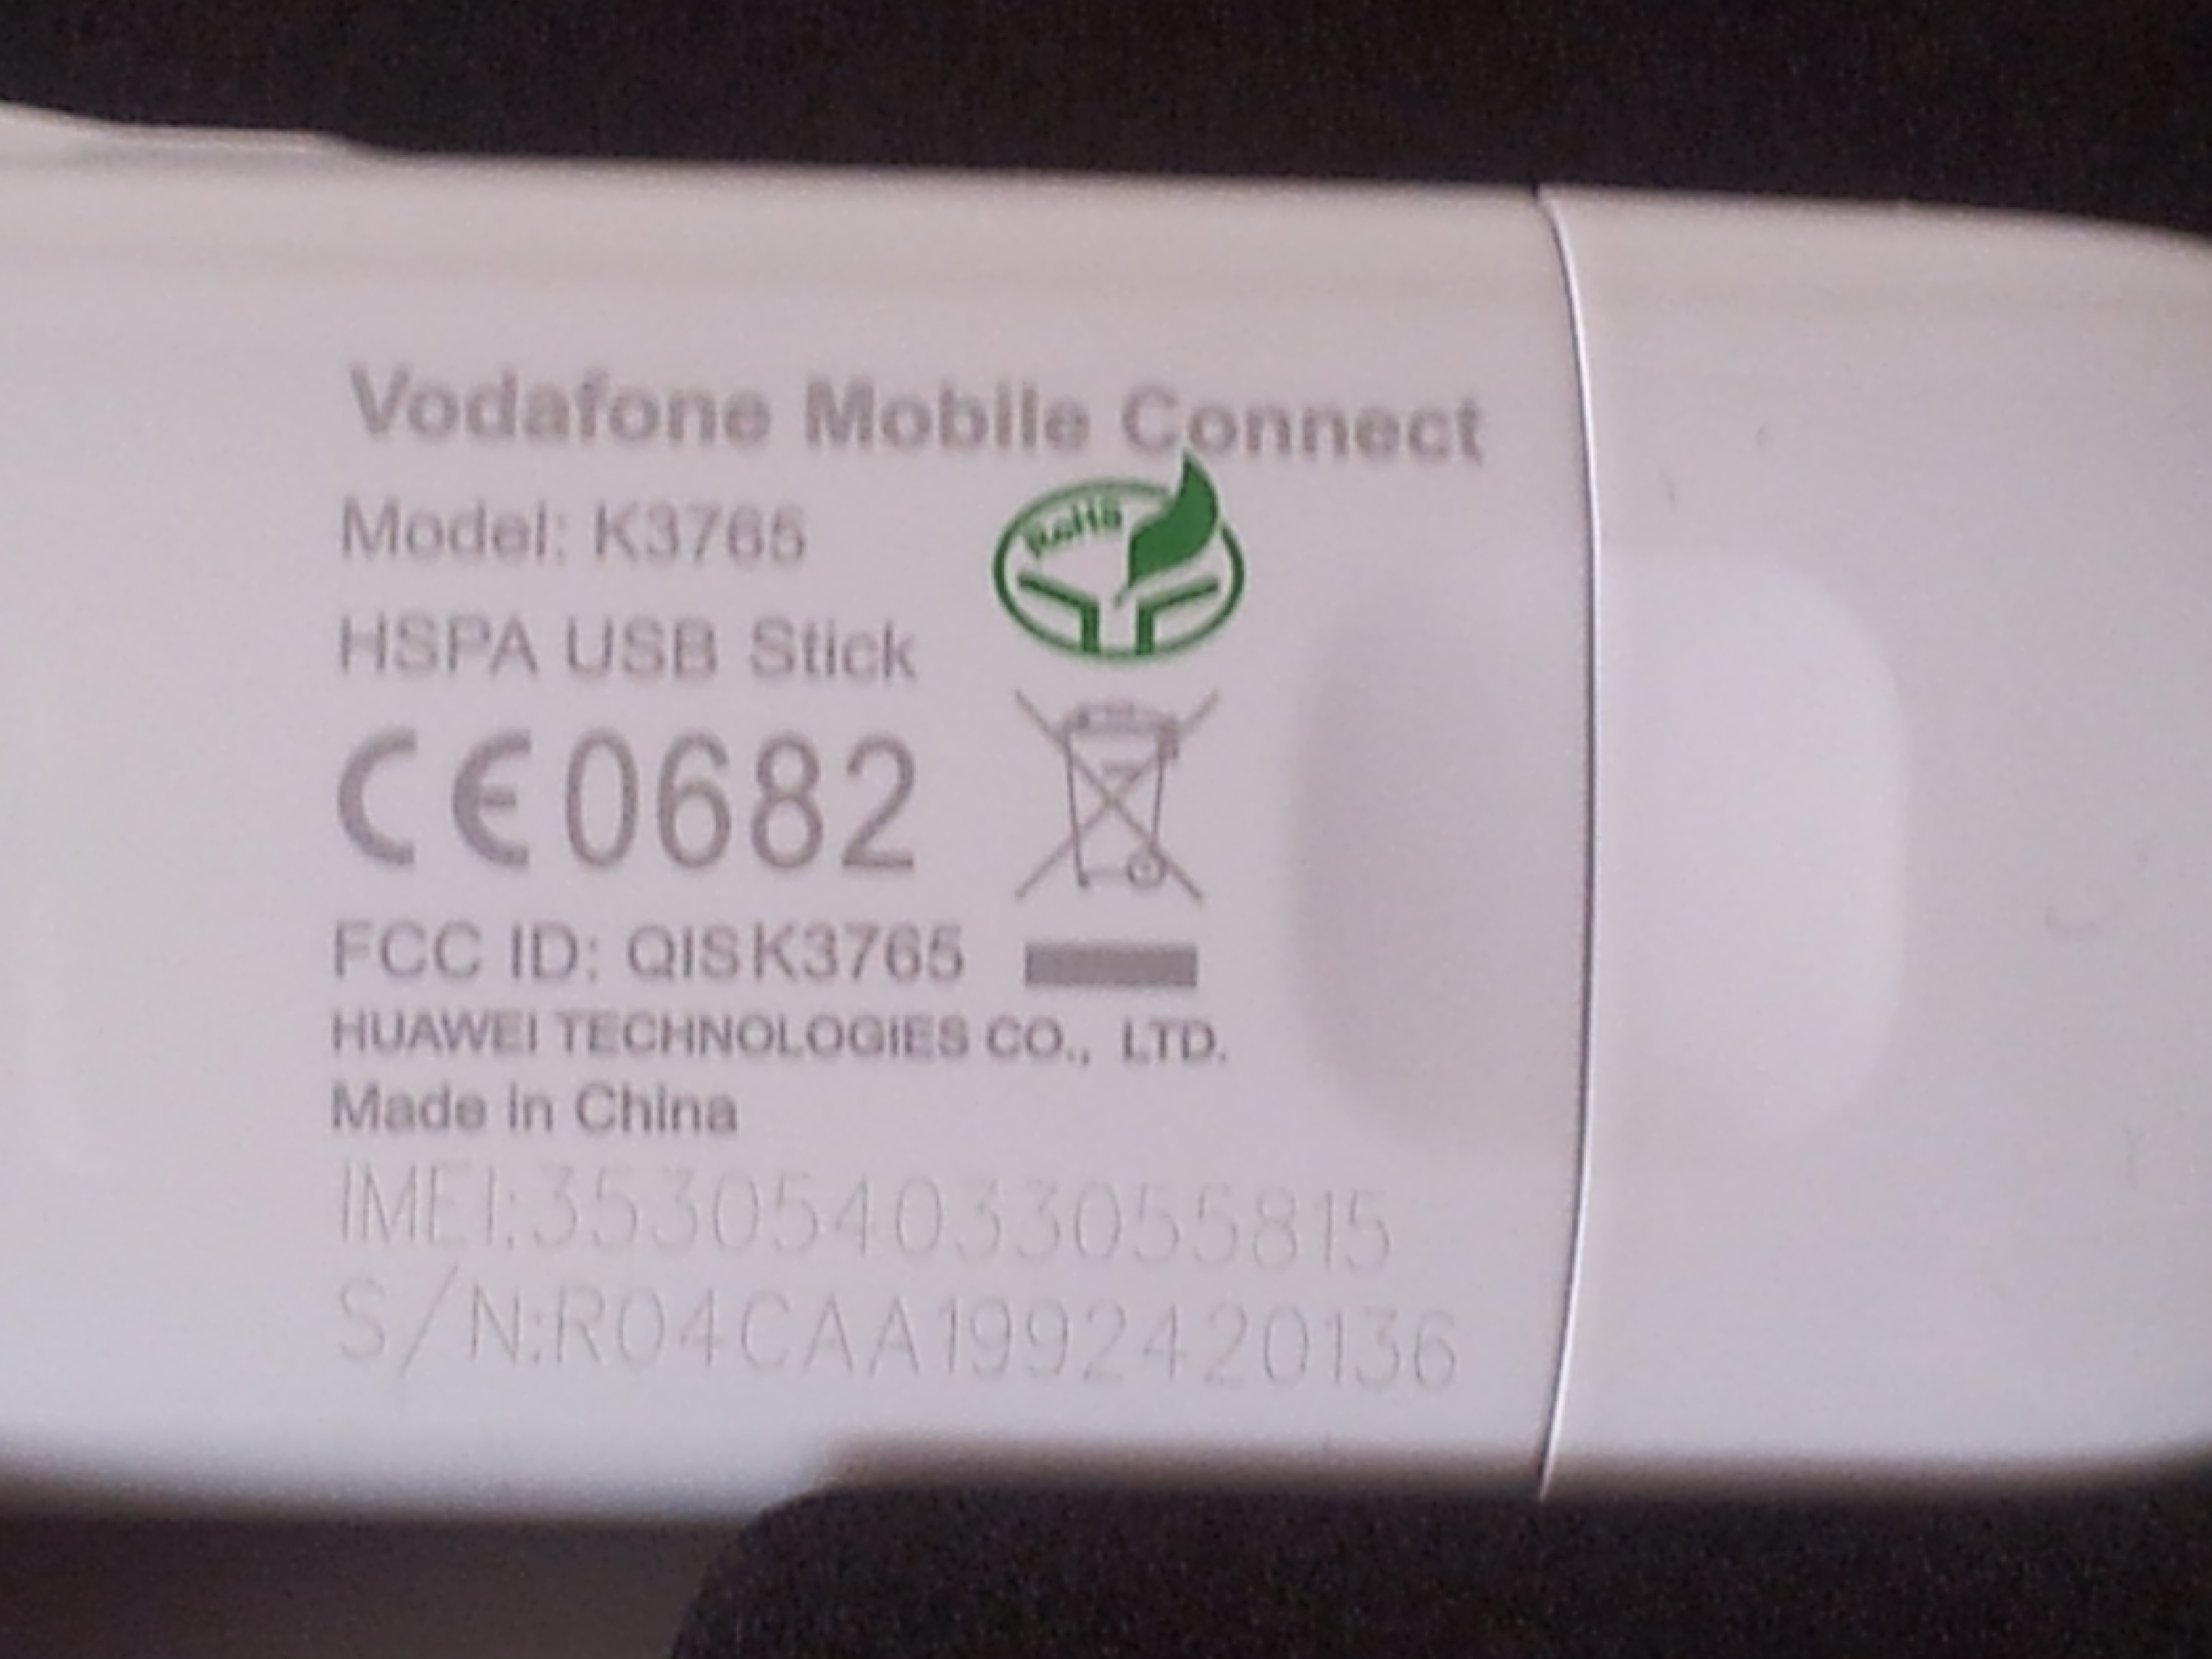 Vodafone Mobile Connect
Model: K3765
RoHS
HSPA USB Stick
CE0682
FCC ID: QISK3765
HUAWEI TECHNOLOGIES CO., LTD.
Made in China
IMEI:353054033055815
S/N:R04CAA1992420136